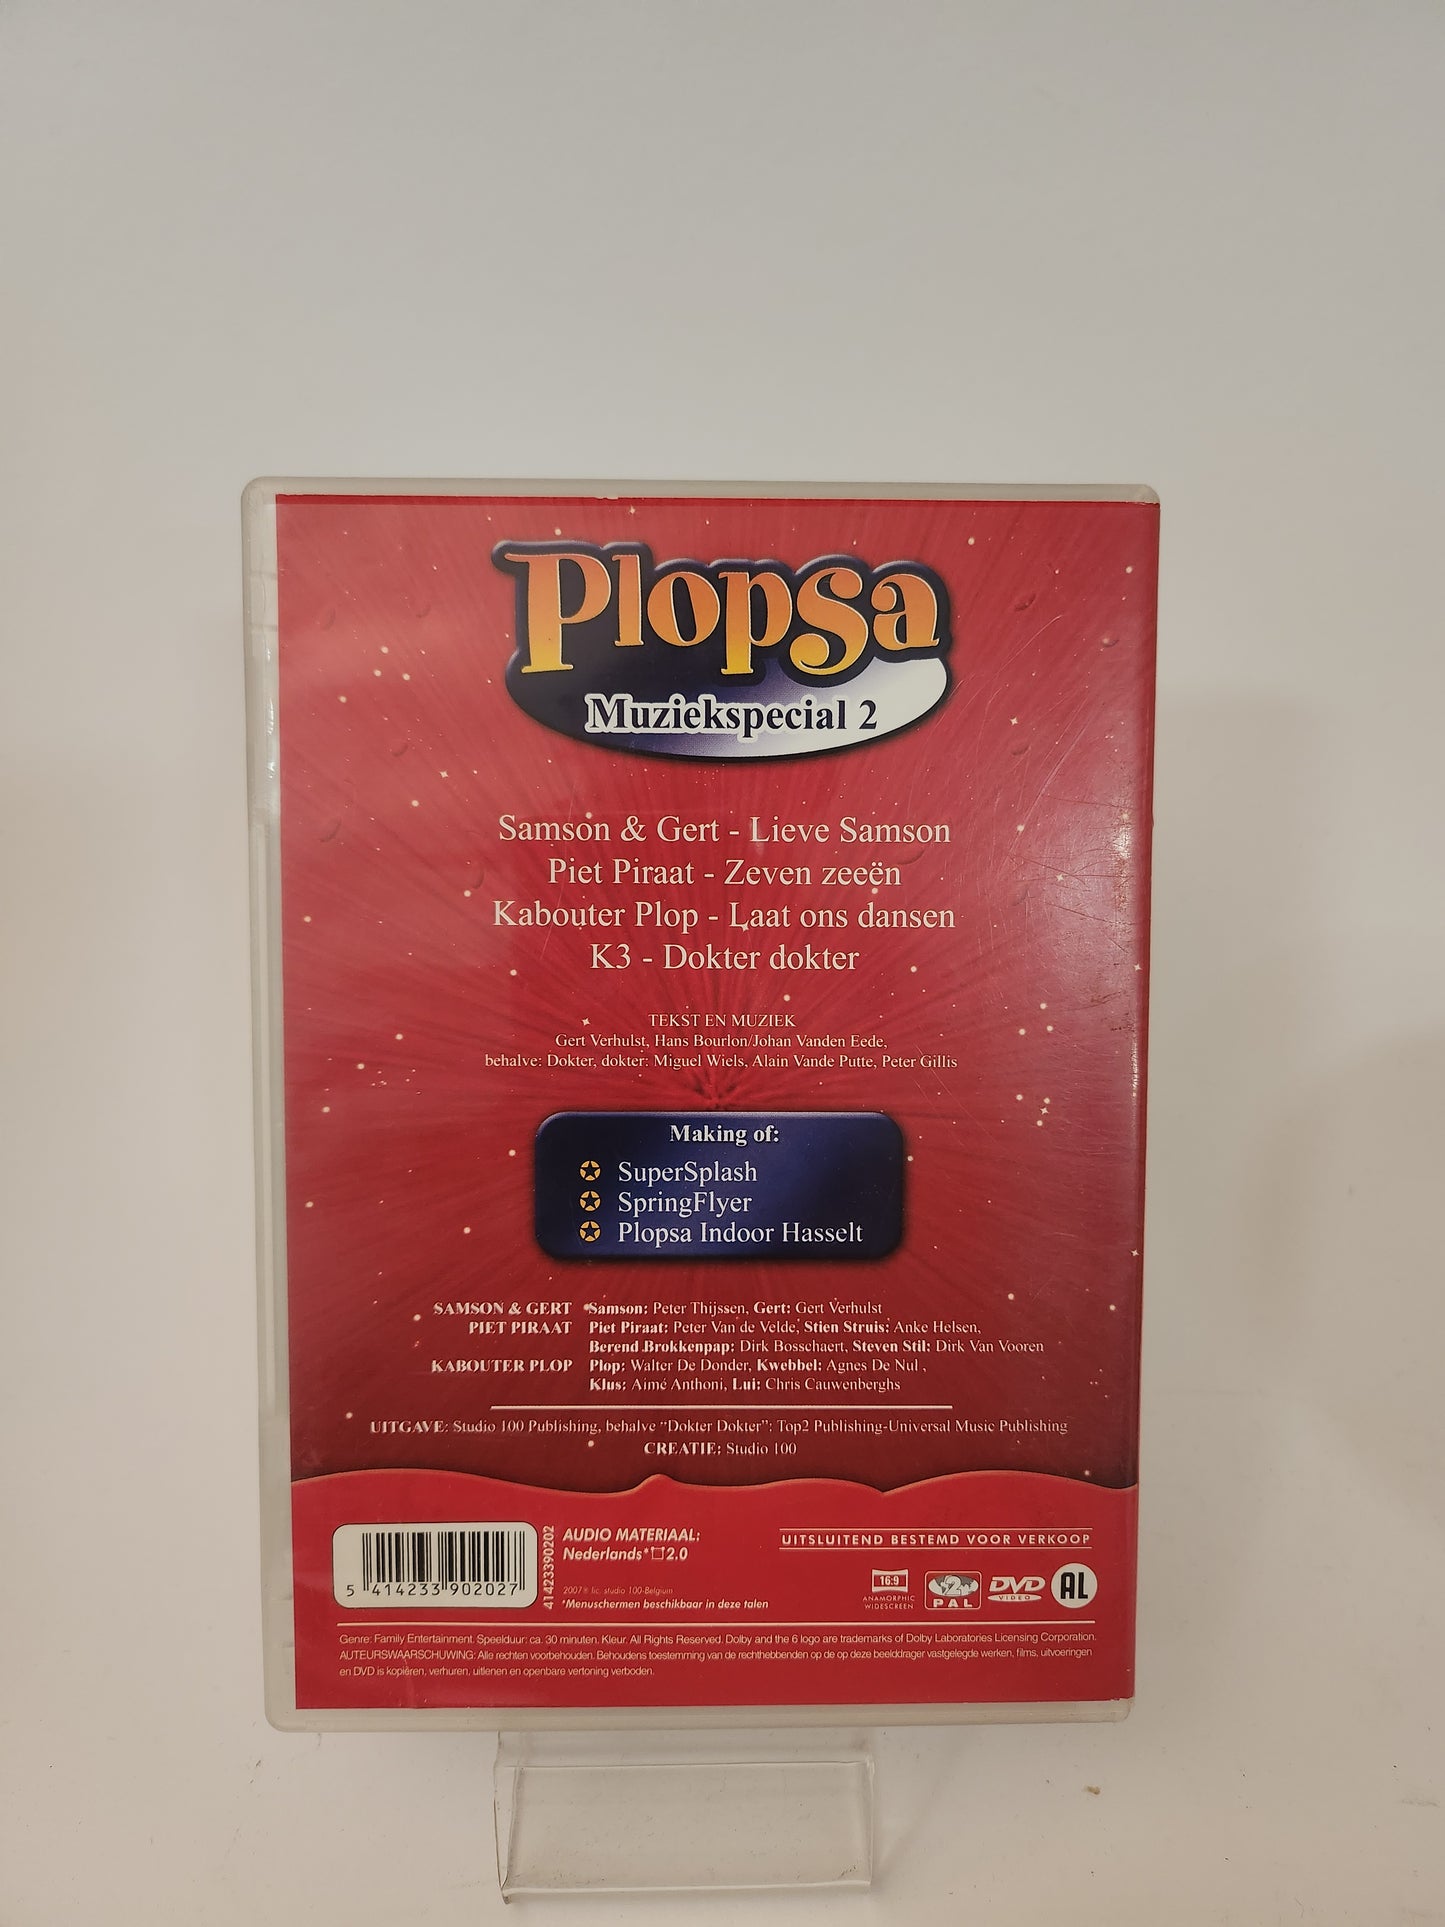 Plopsa
Muziekspecial 2
Samson & Gert - Lieve Samson
Piet Piraat - Zeven zeeën
Kabouter Plop - Laat ons dansen
K3 - Dokter dokter
TEKST EN MUZIEK
Gert Verhulst, Hans Bourlon/Johan Vanden Eede,
behalve: Dokter, dokter: Miguel Wiels, Alain Vande Putte, Peter Gillis
Making of:
SuperSplash
SpringFlyer
Plopsa Indoor Hasselt
SAMSON & GERT Samson: Peter Thijssen, Gert: Gert Verhulst
PIET PIRAAT Piet Piraat: Peter Van de Velde, Stien Struis: Anke Helsen,
Berend Brokkenpap: Dirk Bosschaert, Steven Stil: Dirk Van Vooren
KABOUTER PLOP Plop: Walter De Donder, Kwebbel: Agnes De Nul ,
Klus: Aimé Anthoni, Lui: Chris Cauwenberghs
UITGAVE: Studio 100 Publishing, behalve "Dokter Dokter": Top2 Publishing-Universal Music Publishing
CREATIE: Studio 100
5 414233 902027
41423390202
AUDIO MATERIAAL:
Nederlands* 2.0
2007® lic. studio 100-Belgium
*Menuschermen beschikbaar in deze talen
UITSLUITEND BESTEMD VOOR VERKOOP
16:9
ANAMORPHIC
WIDESCREEN
2
PAL
DVD
VIDEO
AL
Genre: Family Entertainment. Speelduur: ca. 30 minuten. Kleur. All Rights Reserved. Dolby and the 6 logo are trademarks of Dolby Laboratories Licensing Corporation.
AUTEURSWAARSCHUWING: Alle rechten voorbehouden. Behoudens toestemming van de rechthebbenden op de op deze beelddrager vastgelegde werken, films, uitvoeringen
en DVD is kopiëren, verhuren, uitlenen en openbare vertoning verboden.